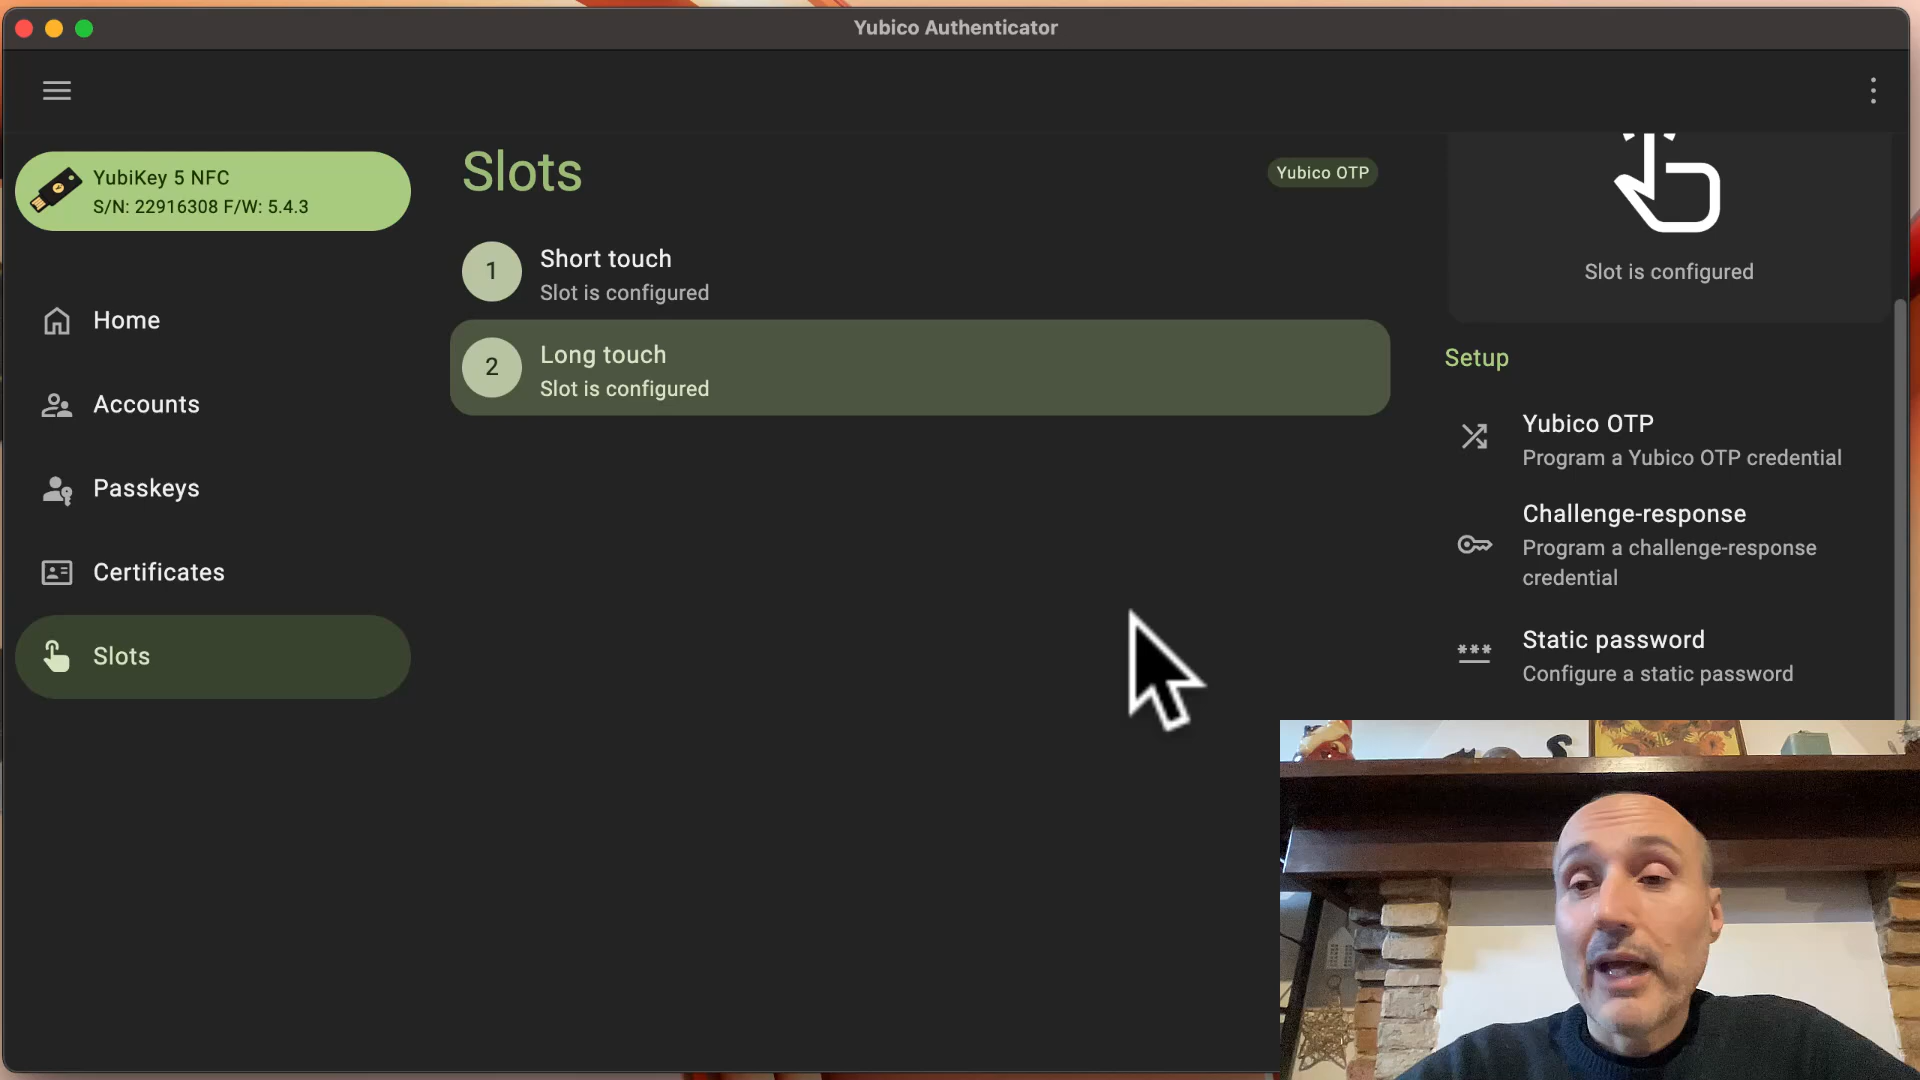 Yubico Authenticator
YubiKey 5 NFC
S/N: 22916308 F/W: 5.4.3
Home
Accounts
Passkeys
Certificates
Slots
Slots
Yubico OTP
1
Short touch
Slot is configured
2
Long touch
Slot is configured
Slot is configured
Setup
Yubico OTP
Program a Yubico OTP credential
Challenge-response
Program a challenge-response
credential
***
Static password
Configure a static password